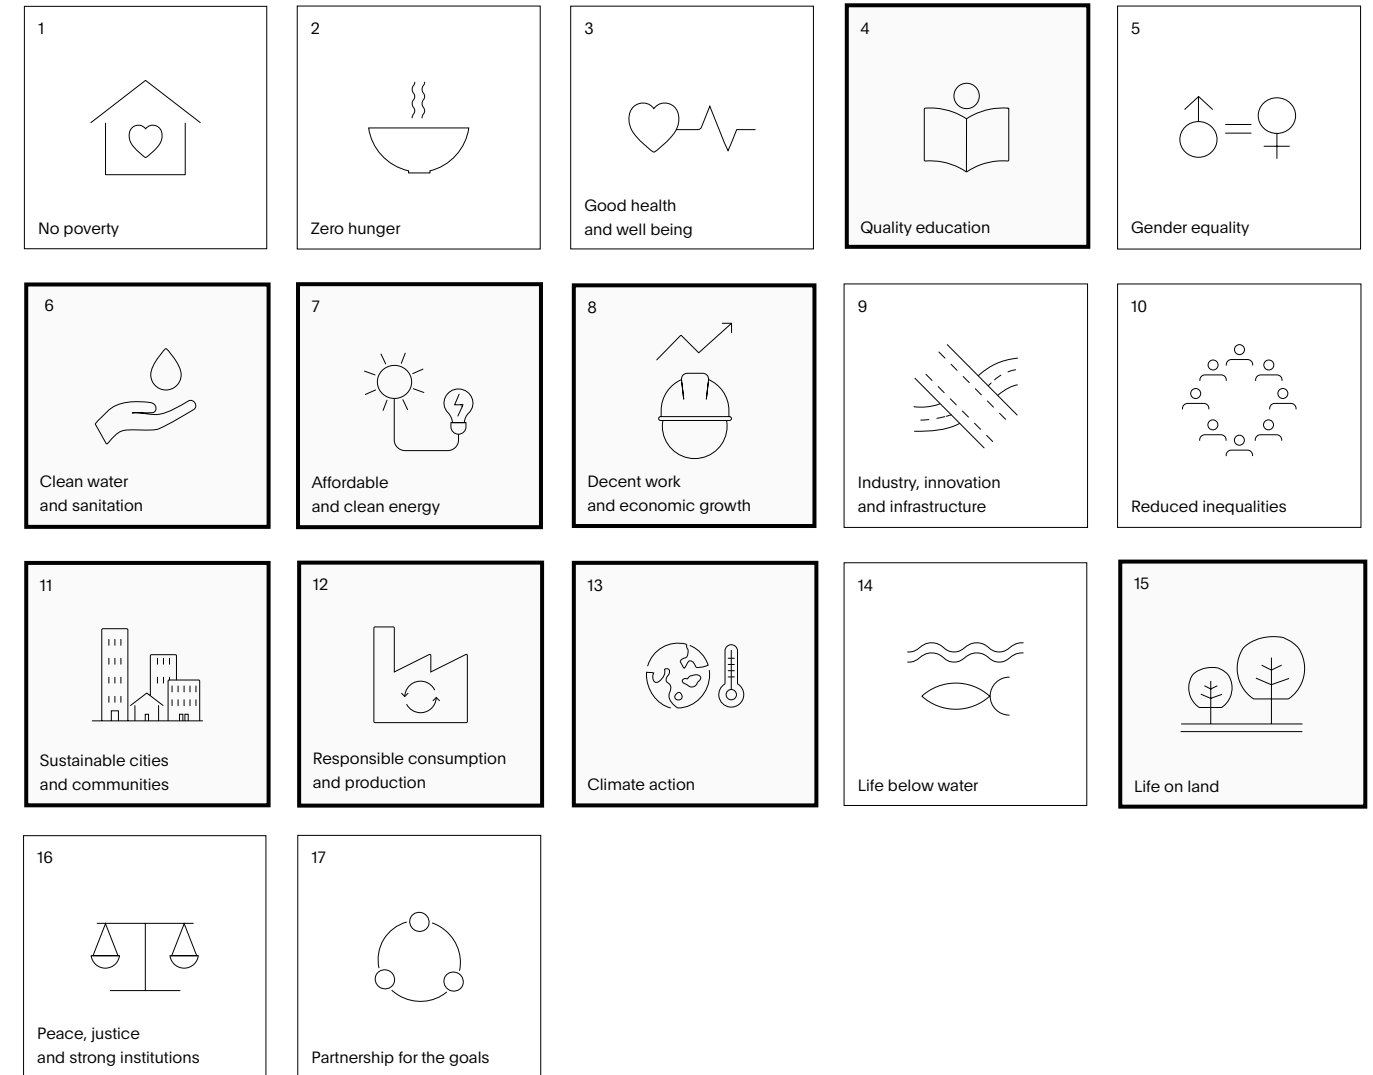 1
No poverty
2
Zero hunger
3
Good health
and well being
4
Quality education
5
Gender equality
6
Clean water
and sanitation
7
Affordable
and clean energy
8
Decent work
and economic growth
9
Industry, innovation
and infrastructure
10
Reduced inequalities
11
Sustainable cities
and communities
12
Responsible consumption
and production
13
Climate action
14
Life below water
15
Life on land
16
Peace, justice
and strong institutions
17
Partnership for the goals